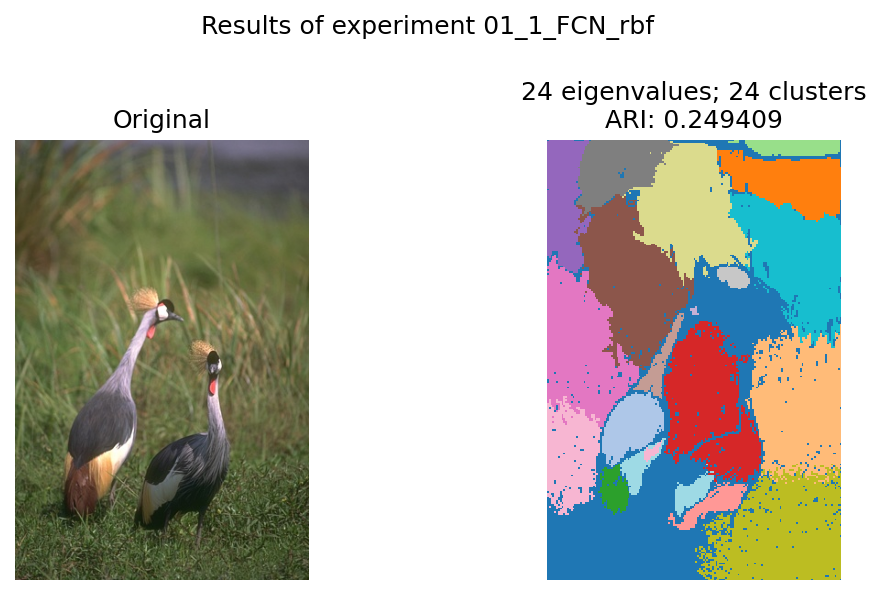 Results of experiment 01_1_FCN_rbf
Original
24 eigenvalues; 24 clusters
ARI: 0.249409